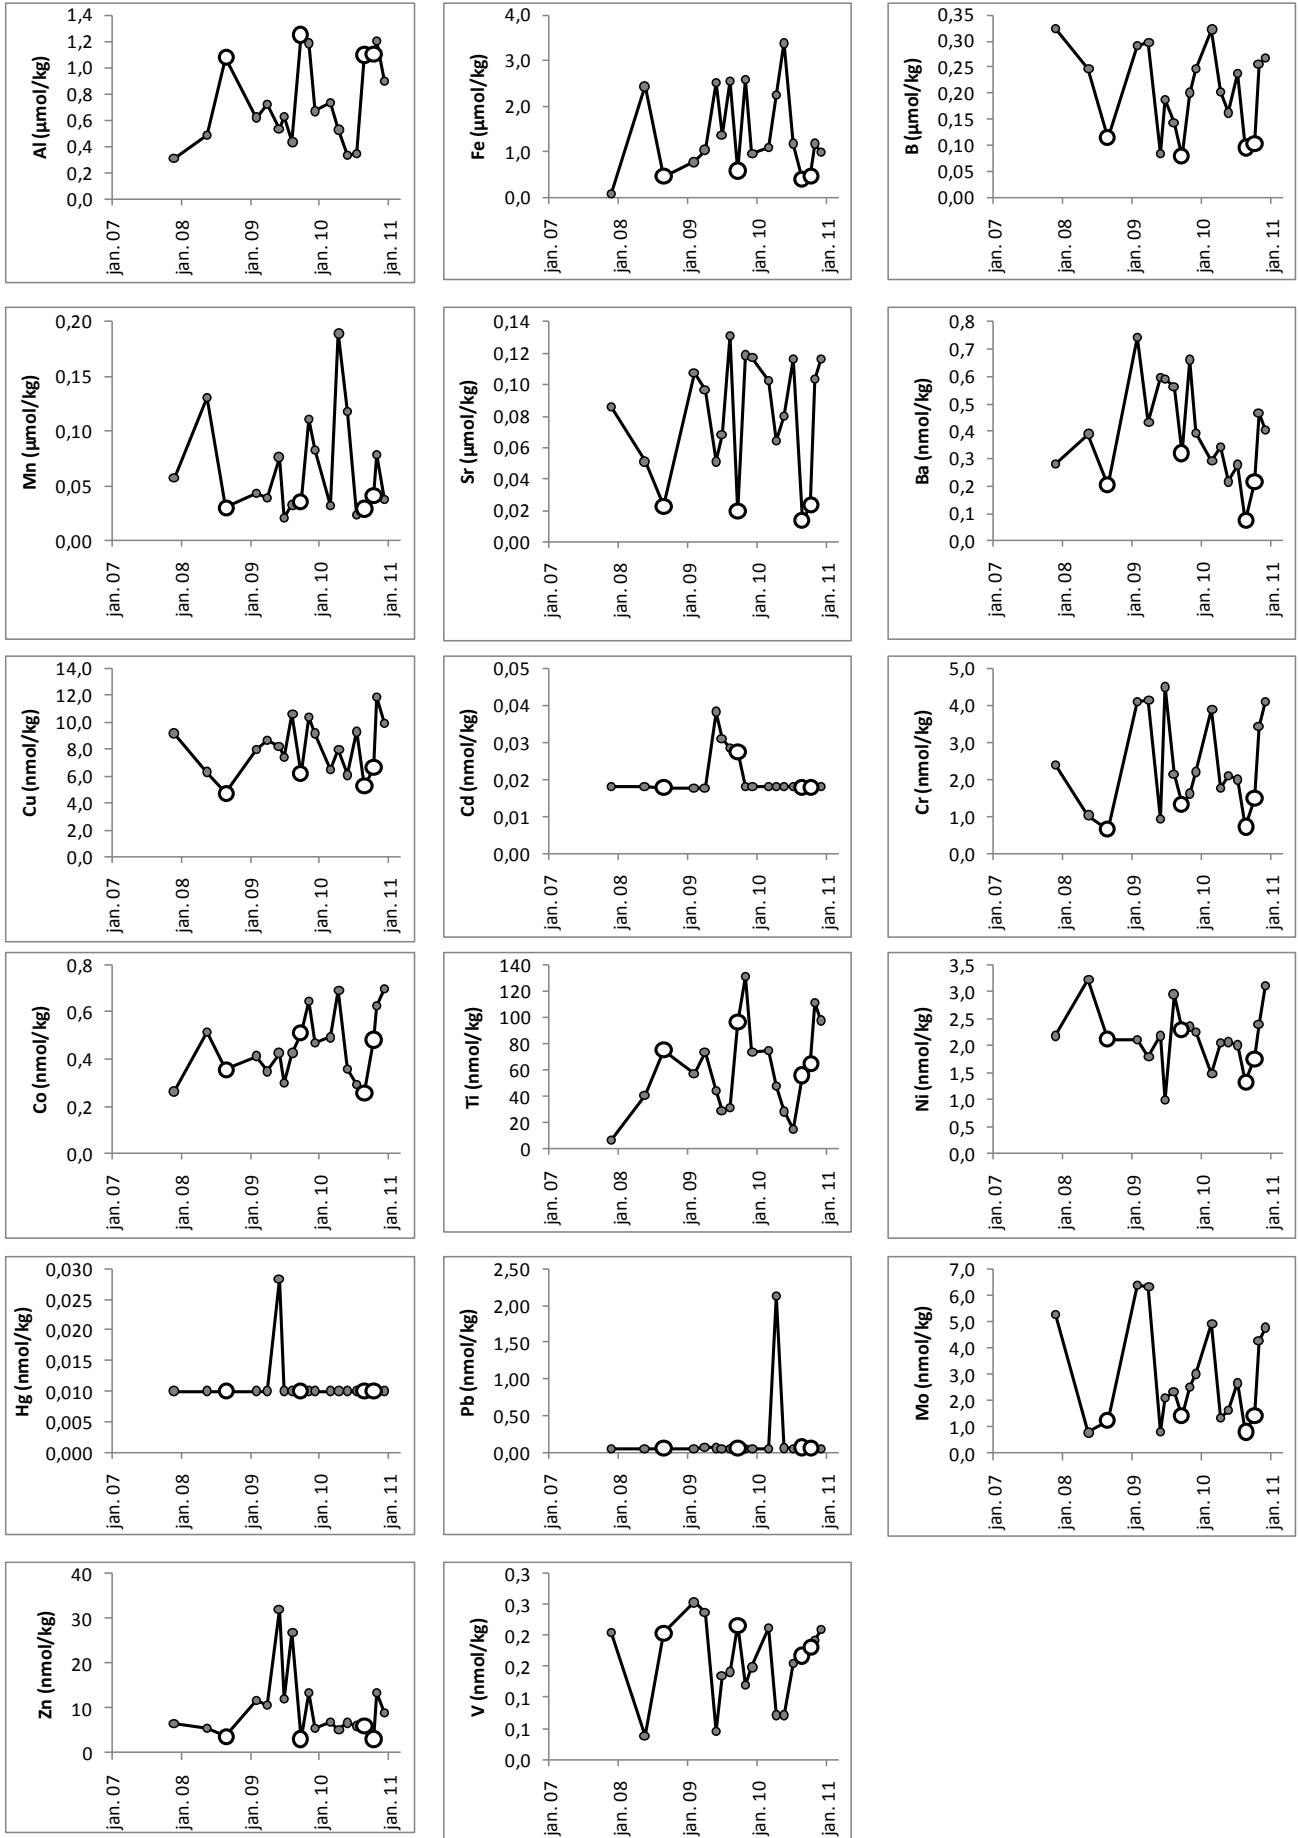 Al (µmol/kg)
1,4
1,2
1,0
0,8
0,6
0,4
0,2
0,0
jan. 07
jan. 08
jan. 09
jan. 10
jan. 11
Fe (µmol/kg)
4,0
3,0
2,0
1,0
0,0
jan. 07
jan. 08
jan. 09
jan. 10
jan. 11
B (µmol/kg)
0,35
0,30
0,25
0,20
0,15
0,10
0,05
0,00
jan. 07
jan. 08
jan. 09
jan. 10
jan. 11
Mn (µmol/kg)
0,20
0,15
0,10
0,05
0,00
jan. 07
jan. 08
jan. 09
jan. 10
jan. 11
Sr (µmol/kg)
0,14
0,12
0,10
0,08
0,06
0,04
0,02
0,00
jan. 07
jan. 08
jan. 09
jan. 10
jan. 11
Ba (nmol/kg)
0,8
0,7
0,6
0,5
0,4
0,3
0,2
0,1
0,0
jan. 07
jan. 08
jan. 09
jan. 10
jan. 11
Cu (nmol/kg)
14,0
12,0
10,0
8,0
6,0
4,0
2,0
0,0
jan. 07
jan. 08
jan. 09
jan. 10
jan. 11
Cd (nmol/kg)
0,05
0,04
0,03
0,02
0,01
0,00
jan. 07
jan. 08
jan. 09
jan. 10
jan. 11
Cr (nmol/kg)
5,0
4,0
3,0
2,0
1,0
0,0
jan. 07
jan. 08
jan. 09
jan. 10
jan. 11
Co (nmol/kg)
0,8
0,6
0,4
0,2
0,0
jan. 07
jan. 08
jan. 09
jan. 10
jan. 11
Ti (nmol/kg)
140
120
100
80
60
40
20
0
jan. 07
jan. 08
jan. 09
jan. 10
jan. 11
Ni (nmol/kg)
3,5
3,0
2,5
2,0
1,5
1,0
0,5
0,0
jan. 07
jan. 08
jan. 09
jan. 10
jan. 11
Hg (nmol/kg)
0,030
0,025
0,020
0,015
0,010
0,005
0,000
jan. 07
jan. 08
jan. 09
jan. 10
jan. 11
Pb (nmol/kg)
2,50
2,00
1,50
1,00
0,50
0,00
jan. 07
jan. 08
jan. 09
jan. 10
jan. 11
Mo (nmol/kg)
7,0
6,0
5,0
4,0
3,0
2,0
1,0
0,0
jan. 07
jan. 08
jan. 09
jan. 10
jan. 11
Zn (nmol/kg)
40
30
20
10
0
jan. 07
jan. 08
jan. 09
jan. 10
jan. 11
V (nmol/kg)
0,3
0,3
0,2
0,2
0,1
0,1
0,0
jan. 07
jan. 08
jan. 09
jan. 10
jan. 11